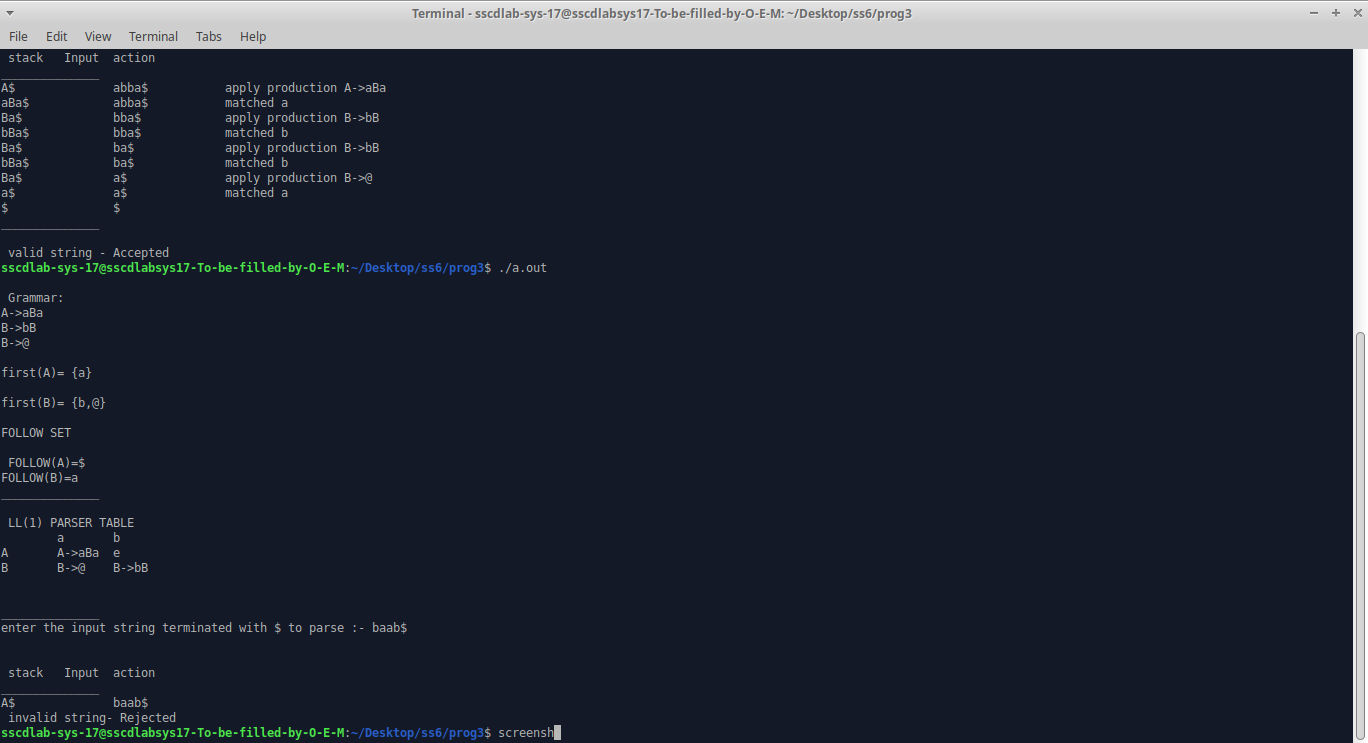 Terminal - sscdlab-sys-17@sscdlabsys17-To-be-filled-by-O-E-M: ~/Desktop/ss6/prog3
File Edit View Terminal Tabs Help
stack Input action
______________
A$ abba$ apply production A->aBa
aBa$ abba$ matched a
Ba$ bba$ apply production B->bB
bBa$ bba$ matched b
Ba$ ba$ apply production B->bB
bBa$ ba$ matched b
Ba$ a$ apply production B->@
a$ a$ matched a
$ $
______________
valid string - Accepted
sscdlab-sys-17@sscdlabsys17-To-be-filled-by-O-E-M:~/Desktop/ss6/prog3$ ./a.out
Grammar:
A->aBa
B->bB
B->@
first(A)= {a}
first(B)= {b,@}
FOLLOW SET
FOLLOW(A)=$
FOLLOW(B)=a
______________
LL(1) PARSER TABLE
a b
A A->aBa e
B B->@ B->bB
______________
enter the input string terminated with $ to parse :- baab$
stack Input action
______________
A$ baab$
invalid string- Rejected
sscdlab-sys-17@sscdlabsys17-To-be-filled-by-O-E-M:~/Desktop/ss6/prog3$ screensh